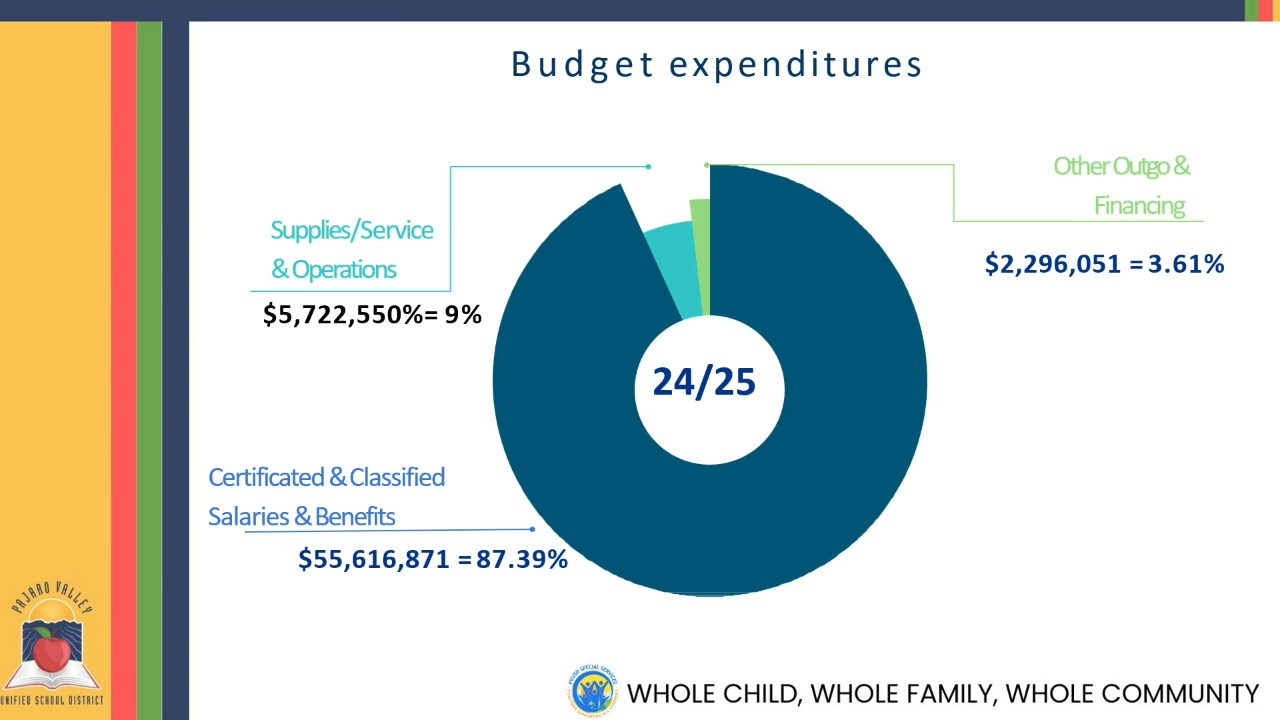 Budget expenditures
Other Outgo &
Financing
$2,296,051 = 3.61%
Supplies/Service
& Operations
$5,722,550%= 9%
24/25
Certificated & Classified
Salaries & Benefits
$55,616,871 = 87.39%
PAJARO VALLEY
UNIFIED SCHOOL DISTRICT
WHOLE CHILD, WHOLE FAMILY, WHOLE COMMUNITY